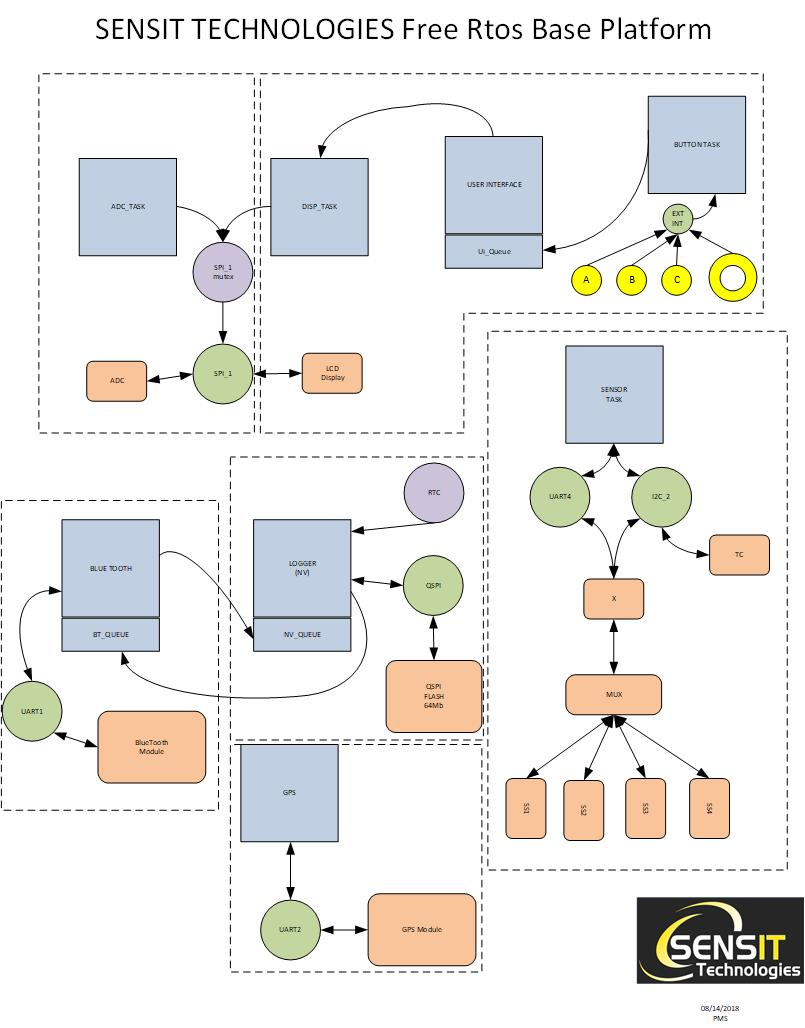 SENSIT TECHNOLOGIES Free Rtos Base Platform
ADC_TASK
DISP_TASK
USER INTERFACE
UI_Queue
BUTTON TASK
EXT
INT
A
B
C
SPI_1
mutex
SPI_1
ADC
LCD
Display
SENSOR
TASK
UART4
I2C_2
TC
X
MUX
SS1
SS2
SS3
SS4
RTC
LOGGER
(NV)
NV_QUEUE
QSPI
QSPI
FLASH
64Mb
BLUE TOOTH
BT_QUEUE
UART1
BlueTooth
Module
GPS
UART2
GPS Module
SENSIT
Technologies
08/14/2018
PMS